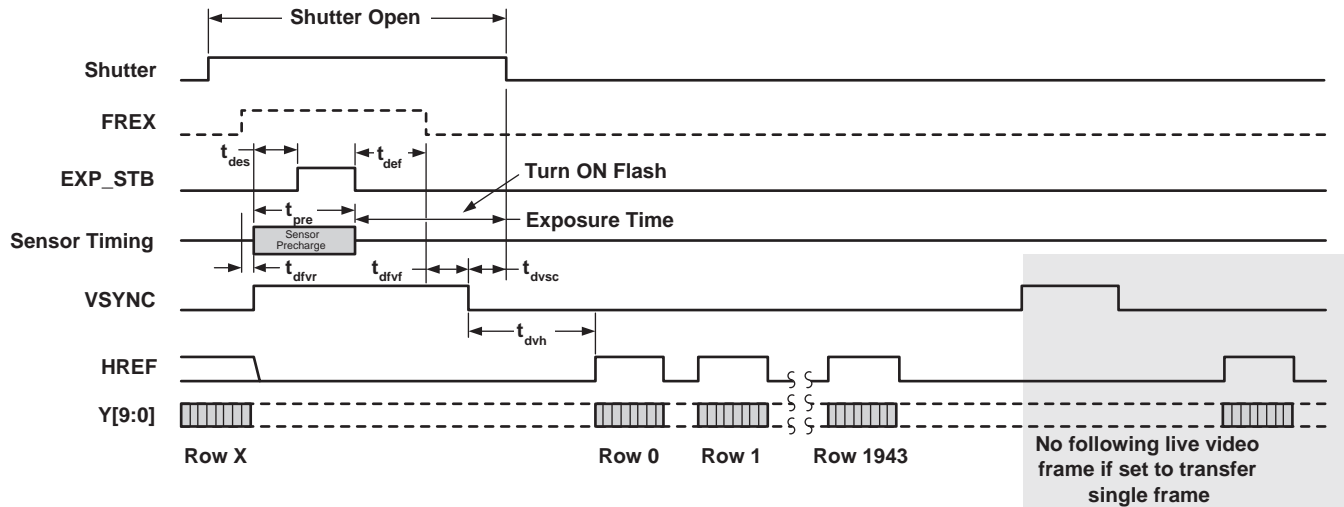 Shutter Open
Shutter
FREX
t des
t def
EXP_STB
Turn ON Flash
t pre
Exposure Time
Sensor Timing
Sensor
Precharge
t dfvr
t dfvf
t dvsc
VSYNC
t dvh
HREF
Y[9:0]
Row X
Row 0
Row 1
Row 1943
No following live video
frame if set to transfer
single frame